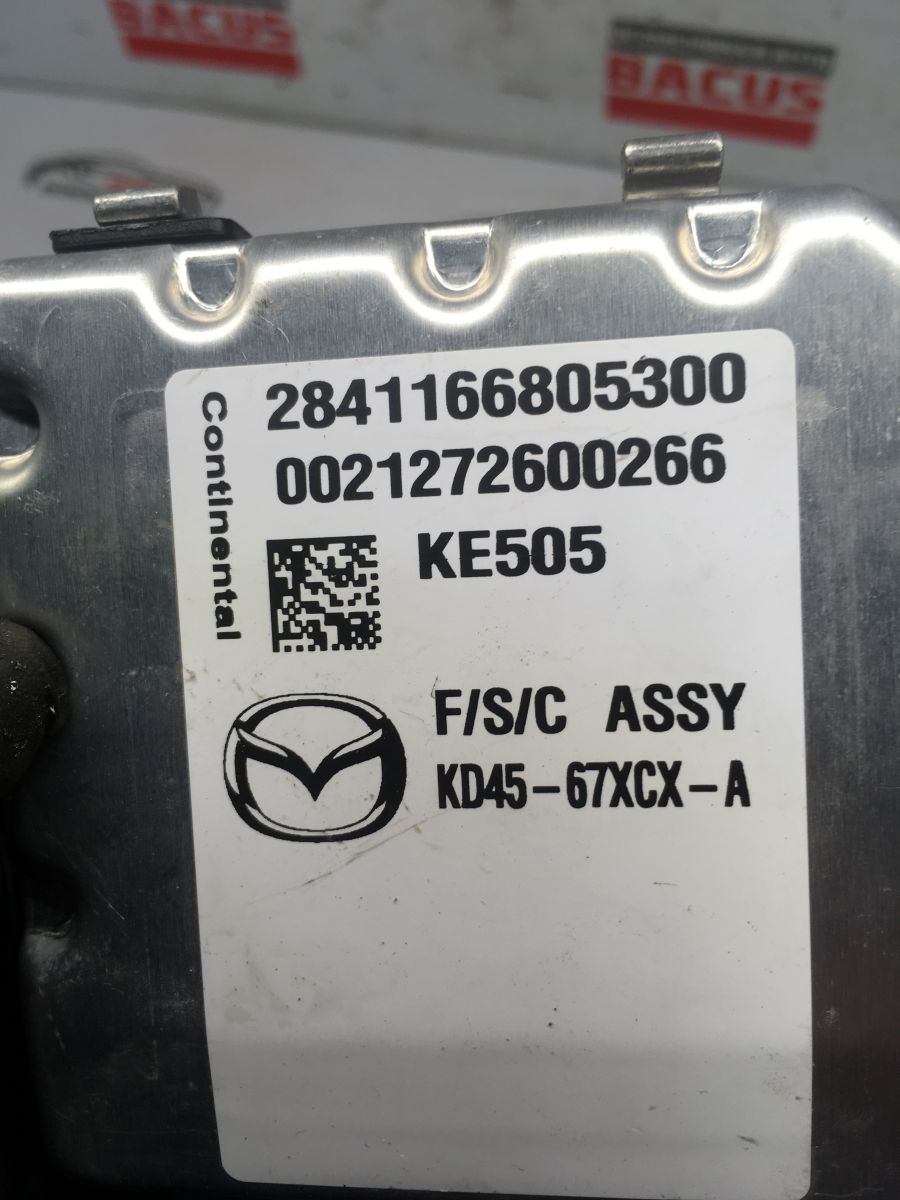 BACUS
BACUS
Continental
2841166805300
0021272600266
KE505
F/S/C ASSY
KD45-67XCX-A